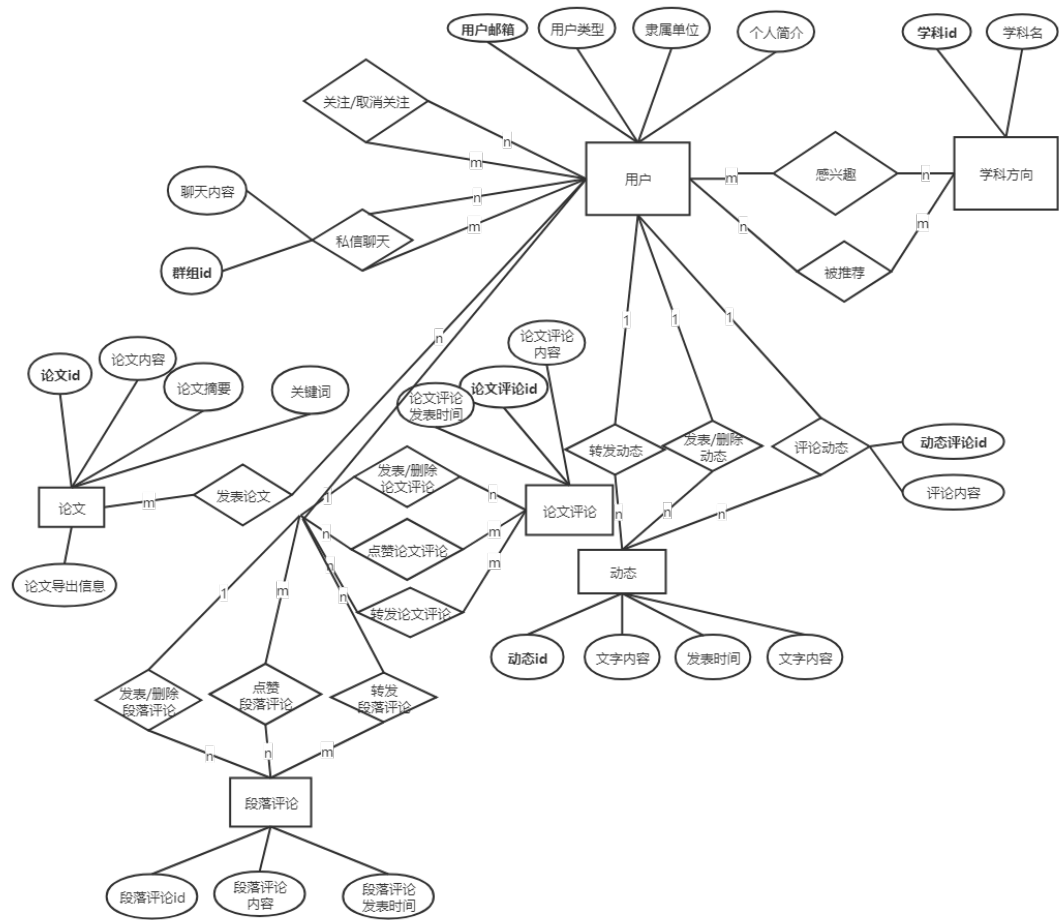 用户邮箱
用户类型
隶属单位
个人简介
学科id
学科名
关注/取消关注
n
m
用户
m
感兴趣
n
学科方向
聊天内容
n
m
私信聊天
群组id
n
m
被推荐
1
1
1
n
论文id
论文内容
论文摘要
关键词
论文评论
内容
论文评论id
论文评论
发表时间
转发动态
发表/删除
动态
评论动态
动态评论id
评论内容
论文
m
发表论文
1
发表/删除
论文评论
n
论文评论
n
点赞论文评论
m
n
转发论文评论
m
n
n
n
动态
论文导出信息
1
m
n
动态id
文字内容
发表时间
文字内容
发表/删除
段落评论
点赞
段落评论
转发
段落评论
n
n
m
段落评论
段落评论id
段落评论
内容
段落评论
发表时间